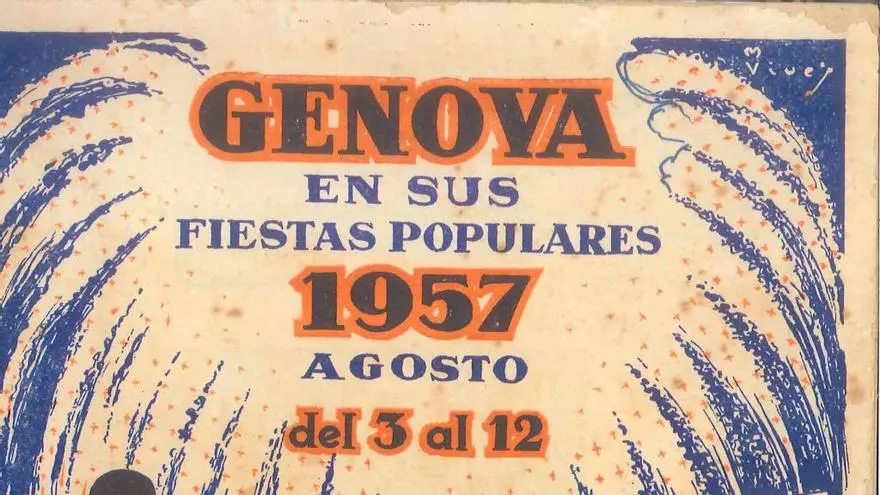 GENOVA
EN SUS
FIESTAS POPULARES
1957
AGOSTO
del 3 al 12